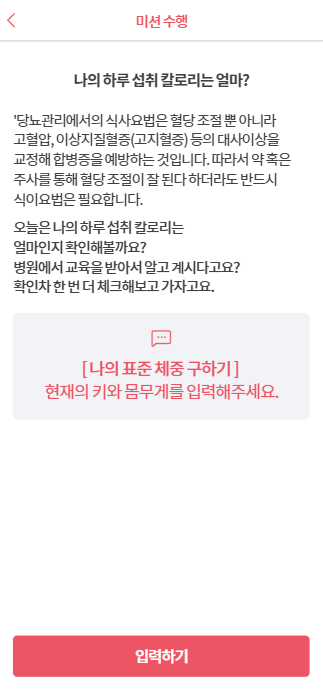 미션 수행
나의 하루 섭취 칼로리는 얼마?
'당뇨관리에서의 식사요법은 혈당 조절 뿐 아니라
고혈압, 이상지질혈증(고지혈증) 등의 대사이상을
교정해 합병증을 예방하는 것입니다. 따라서 약 혹은
주사를 통해 혈당 조절이 잘 된다 하더라도 반드시
식이요법은 필요합니다.
오늘은 나의 하루 섭취 칼로리는
얼마인지 확인해볼까요?
병원에서 교육을 받아서 알고 계시다고요?
확인차 한 번 더 체크해보고 가자고요.
[ 나의 표준 체중 구하기 ]
현재의 키와 몸무게를 입력해주세요.
입력하기